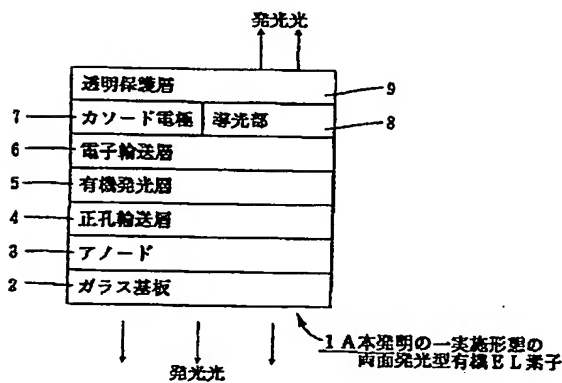 発光光
透明保護層 9
7 カソード電極 導光部 8
6 電子輸送層
5 有機発光層
4 正孔輸送層
3 アノード
2 ガラス基板
発光光
1A本発明の一実施形態の
両面発光型有機EL素子